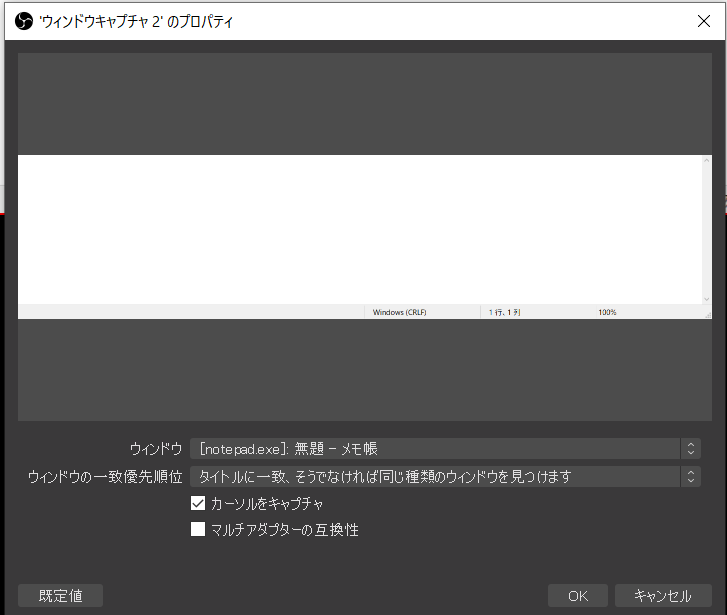 'ウィンドウキャプチャ 2' のプロパティ
Windows (CRLF) 1 行、1 列 100%
ウィンドウ [notepad.exe]: 無題 - メモ帳
ウィンドウの一致優先順位 タイトルに一致、そうでなければ同じ種類のウィンドウを見つけます
カーソルをキャプチャ
マルチアダプターの互換性
既定値 OK キャンセル